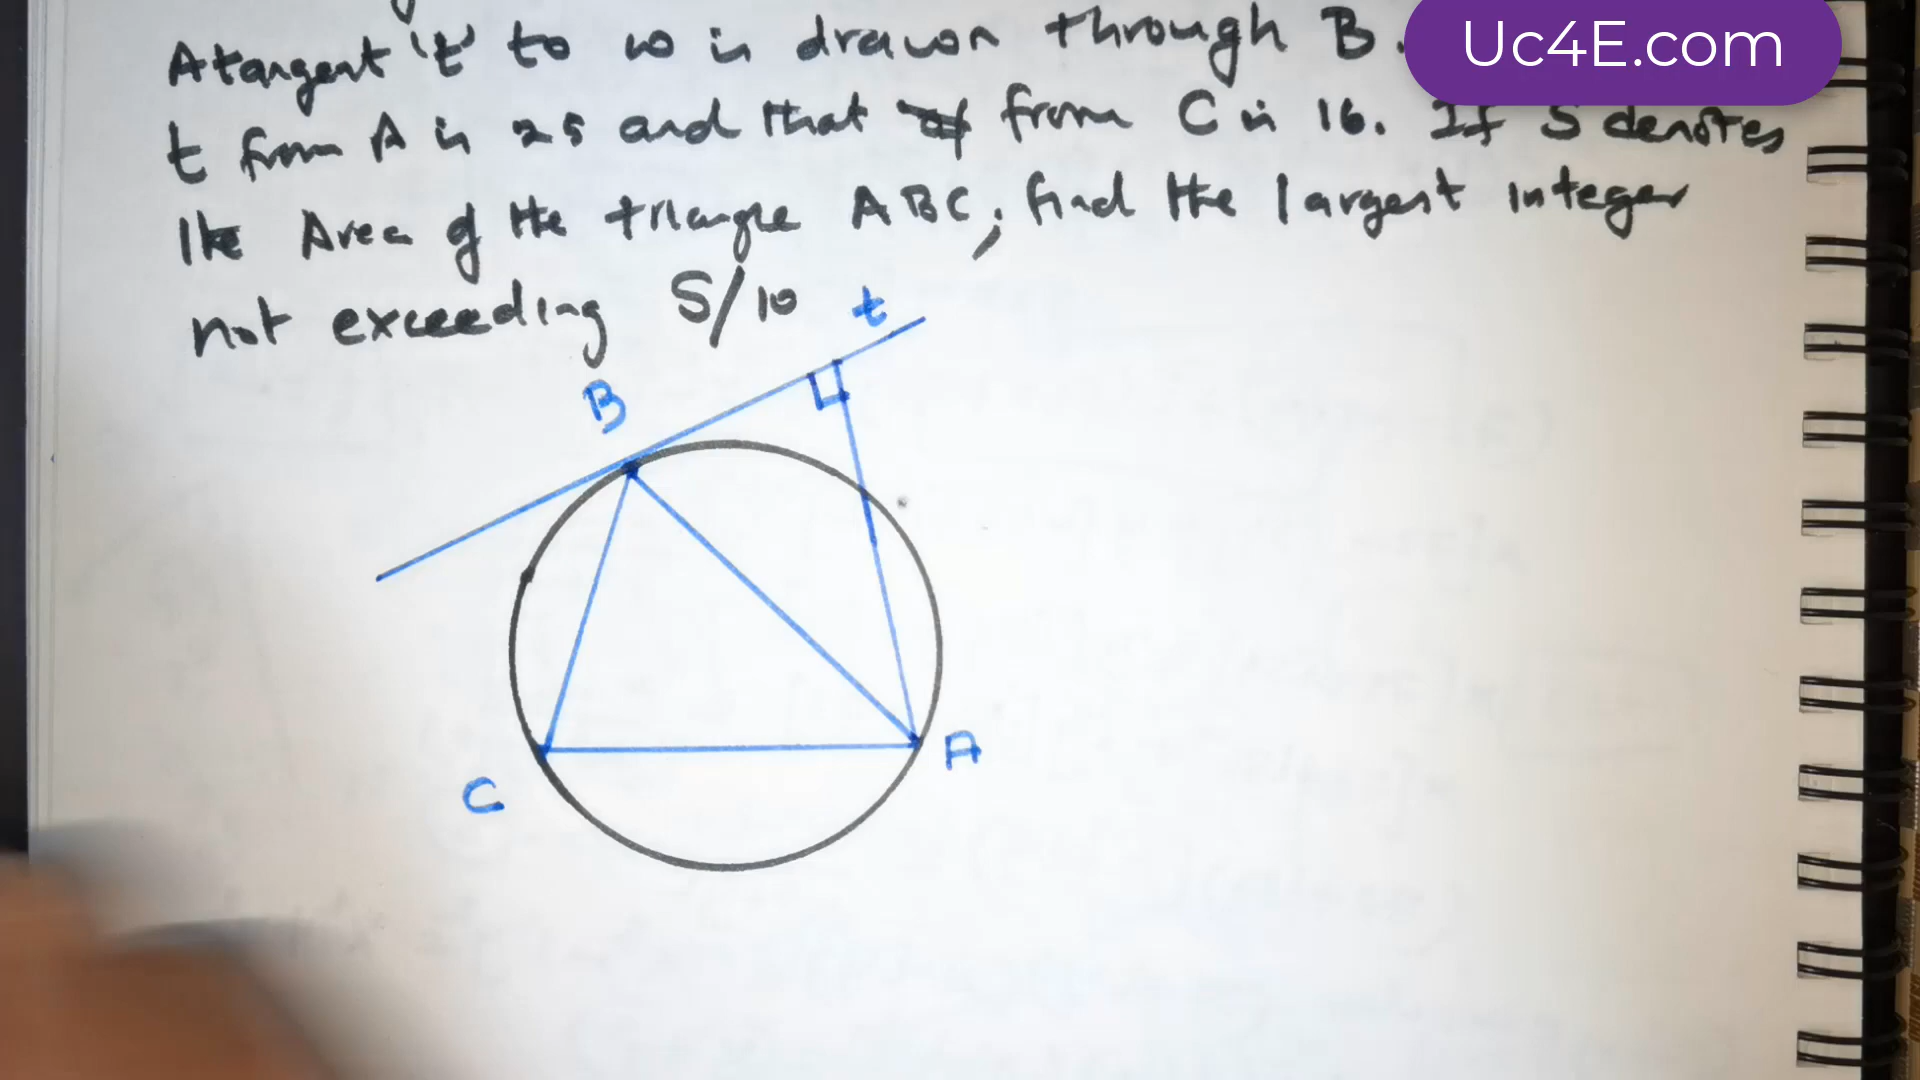 A tangent 't' to w is drawn through B.
Uc4E.com
t from A is 25 and that from C is 16. If S denotes
the Area of the triangle ABC, find the largest integer
not exceeding S/10
t
B
C
A